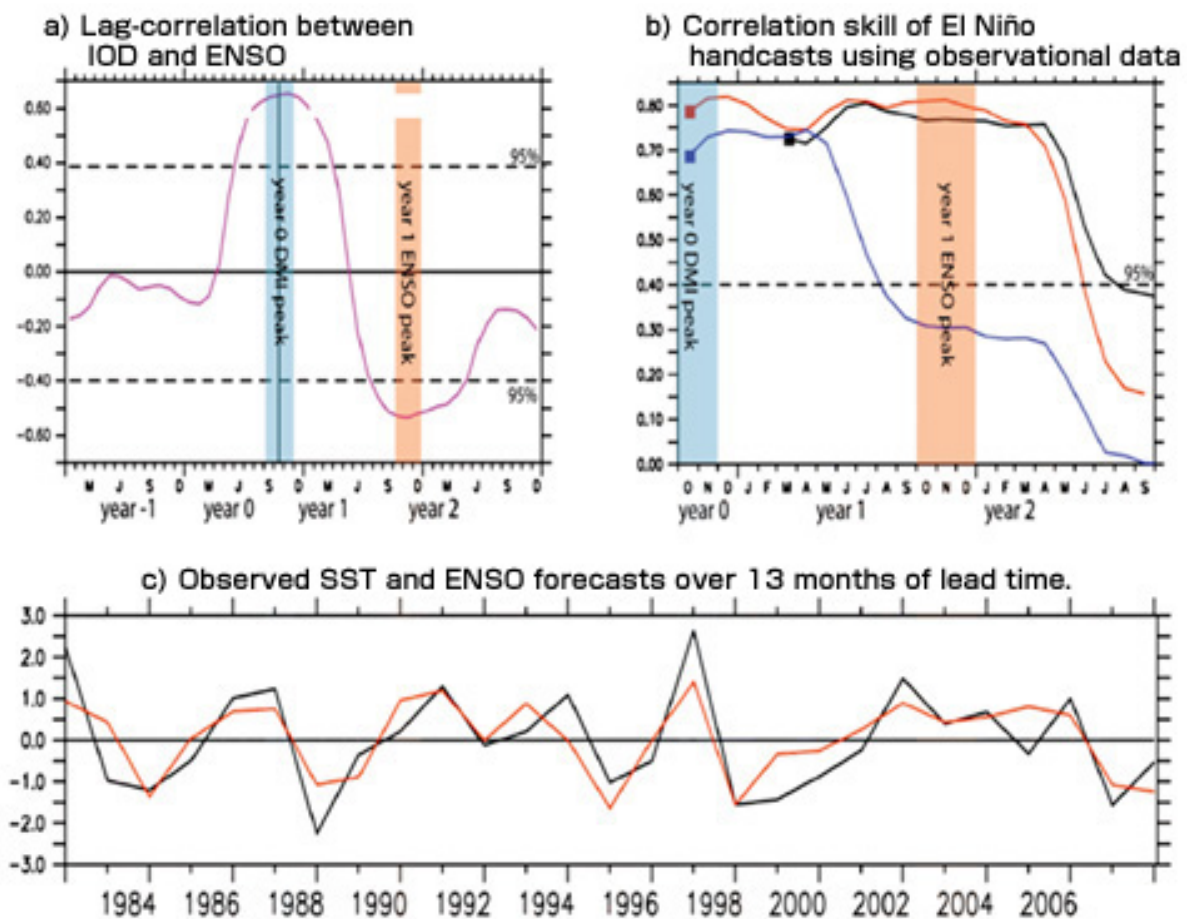 a) Lag-correlation between
IOD and ENSO
0.60
0.40
0.20
0.00
-0.20
-0.40
-0.60
95%
95%
year 0 DMI peak
year 1 ENSO peak
M J S D M J S D M J S D M J S D
year -1 year 0 year 1 year 2
b) Correlation skill of El Niño
handcasts using observational data
0.80
0.70
0.60
0.50
0.40
0.30
0.20
0.10
0.00
95%
year 0 DMI peak
year 1 ENSO peak
O N D J F M A M J J A S O N D J F M A M J J A S
year 0 year 1 year 2
c) Observed SST and ENSO forecasts over 13 months of lead time.
3.0
2.0
1.0
0.0
-1.0
-2.0
-3.0
1984 1986 1988 1990 1992 1994 1996 1998 2000 2002 2004 2006